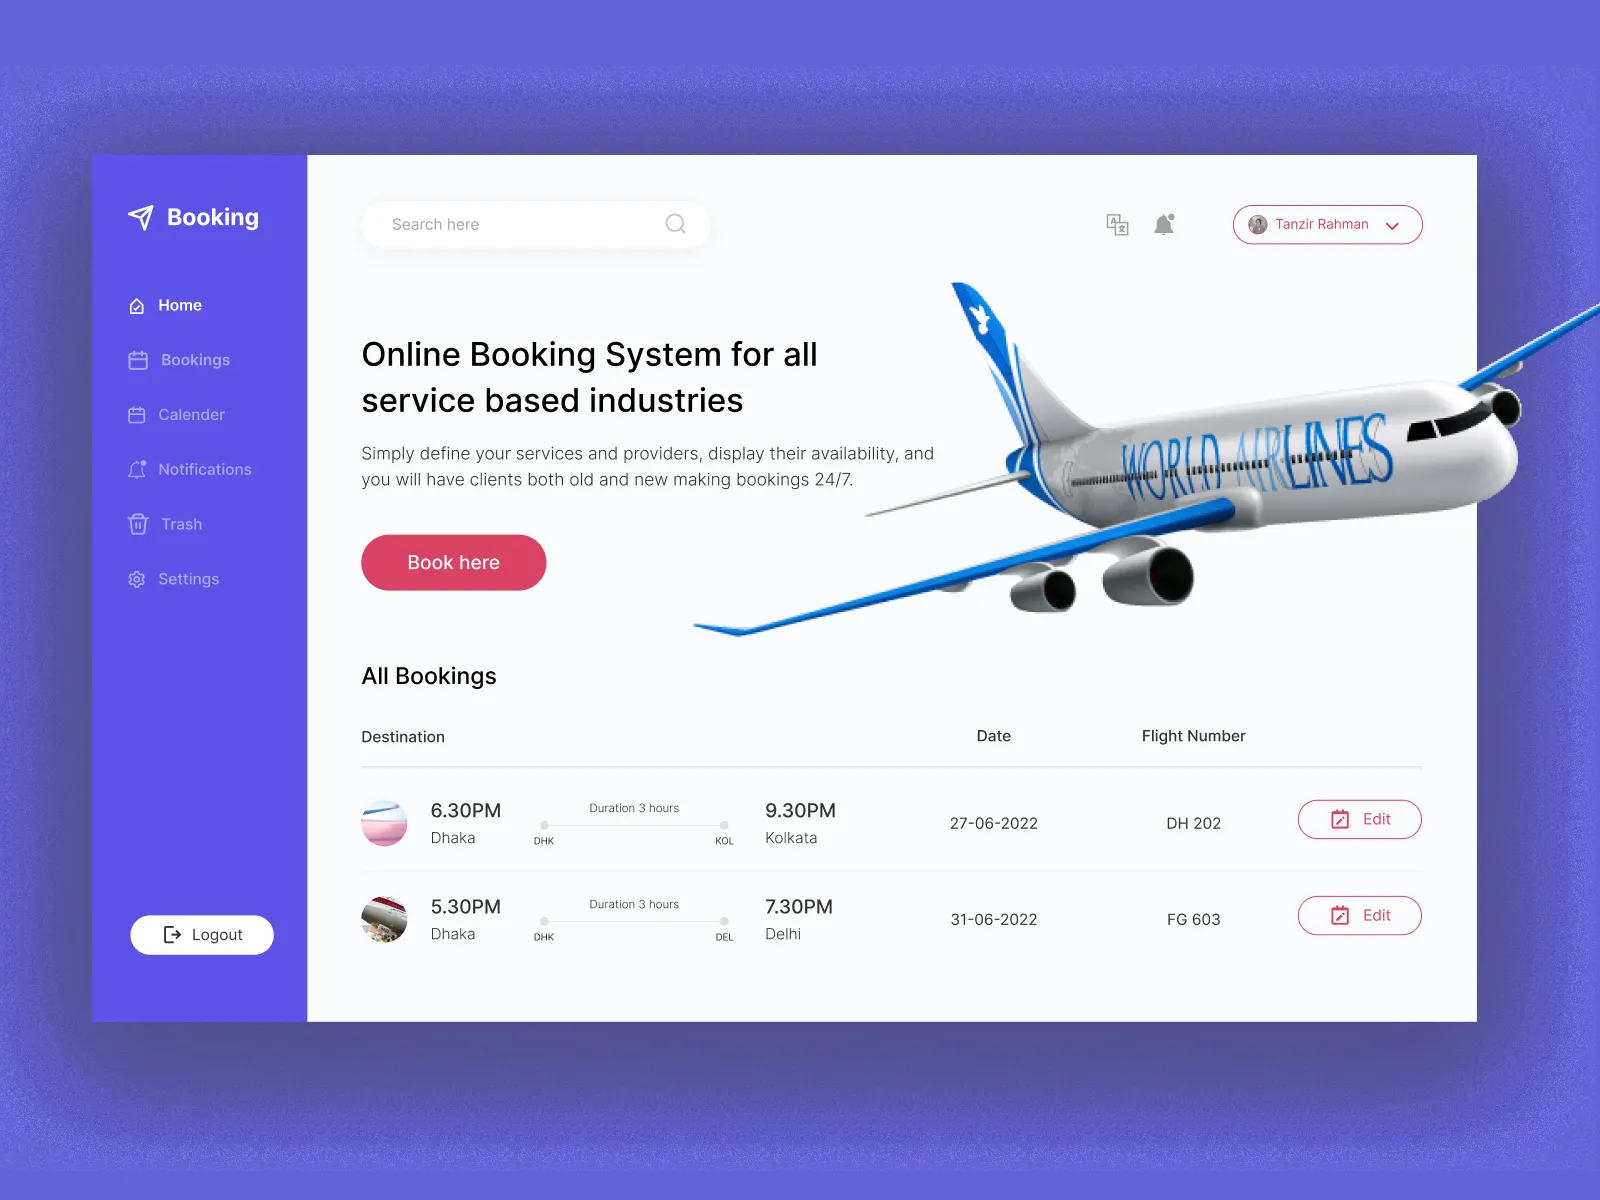 Booking
Home
Bookings
Calender
Notifications
Trash
Settings
Logout
Search here
Tanzir Rahman
Online Booking System for all
service based industries
Simply define your services and providers, display their availability, and
you will have clients both old and new making bookings 24/7.
Book here
WORLD AIRLINES
All Bookings
Destination Date Flight Number
6.30PM Duration 3 hours 9.30PM
Dhaka DHK KOL Kolkata
27-06-2022 DH 202 Edit
5.30PM Duration 3 hours 7.30PM
Dhaka DHK DEL Delhi
31-06-2022 FG 603 Edit